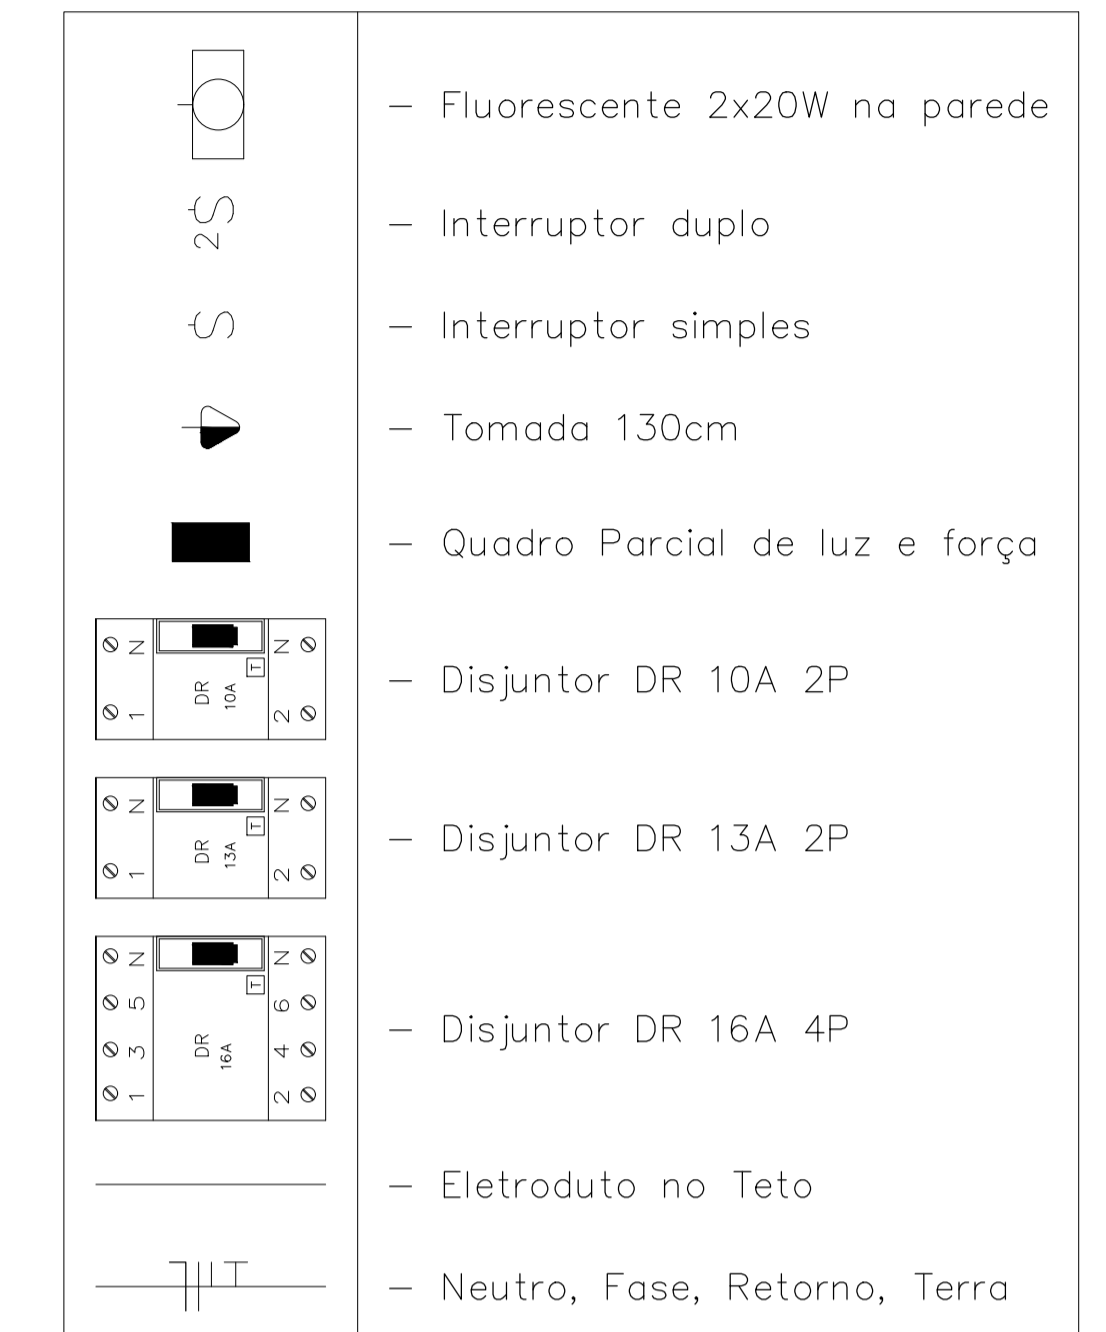 – Fluorescente 2x20W na parede
2S – Interruptor duplo
S – Interruptor simples
– Tomada 130cm
– Quadro Parcial de luz e força
1 N DR 10A T 2 N
– Disjuntor DR 10A 2P
1 N DR 13A T 2 N
– Disjuntor DR 13A 2P
1 3 5 N DR 16A T 2 4 6 N
– Disjuntor DR 16A 4P
– Eletroduto no Teto
– Neutro, Fase, Retorno, Terra